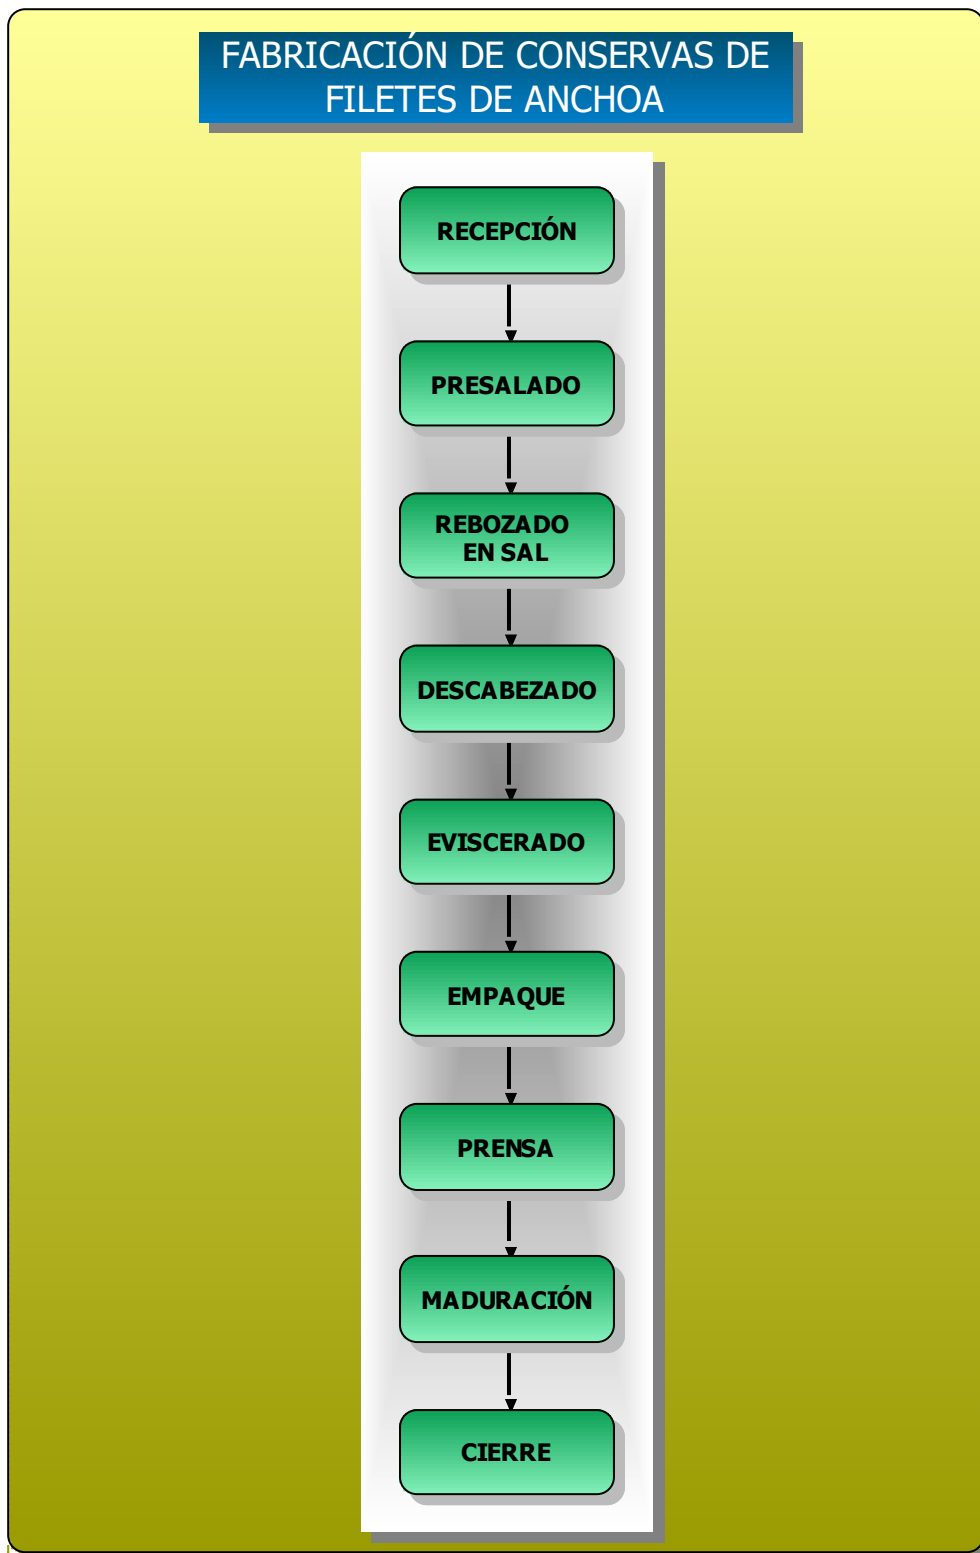 FABRICACIÓN DE CONSERVAS DE
FILETES DE ANCHOA
RECEPCIÓN
PRESALADO
REBOZADO
EN SAL
DESCABEZADO
EVISCERADO
EMPAQUE
PRENSA
MADURACIÓN
CIERRE